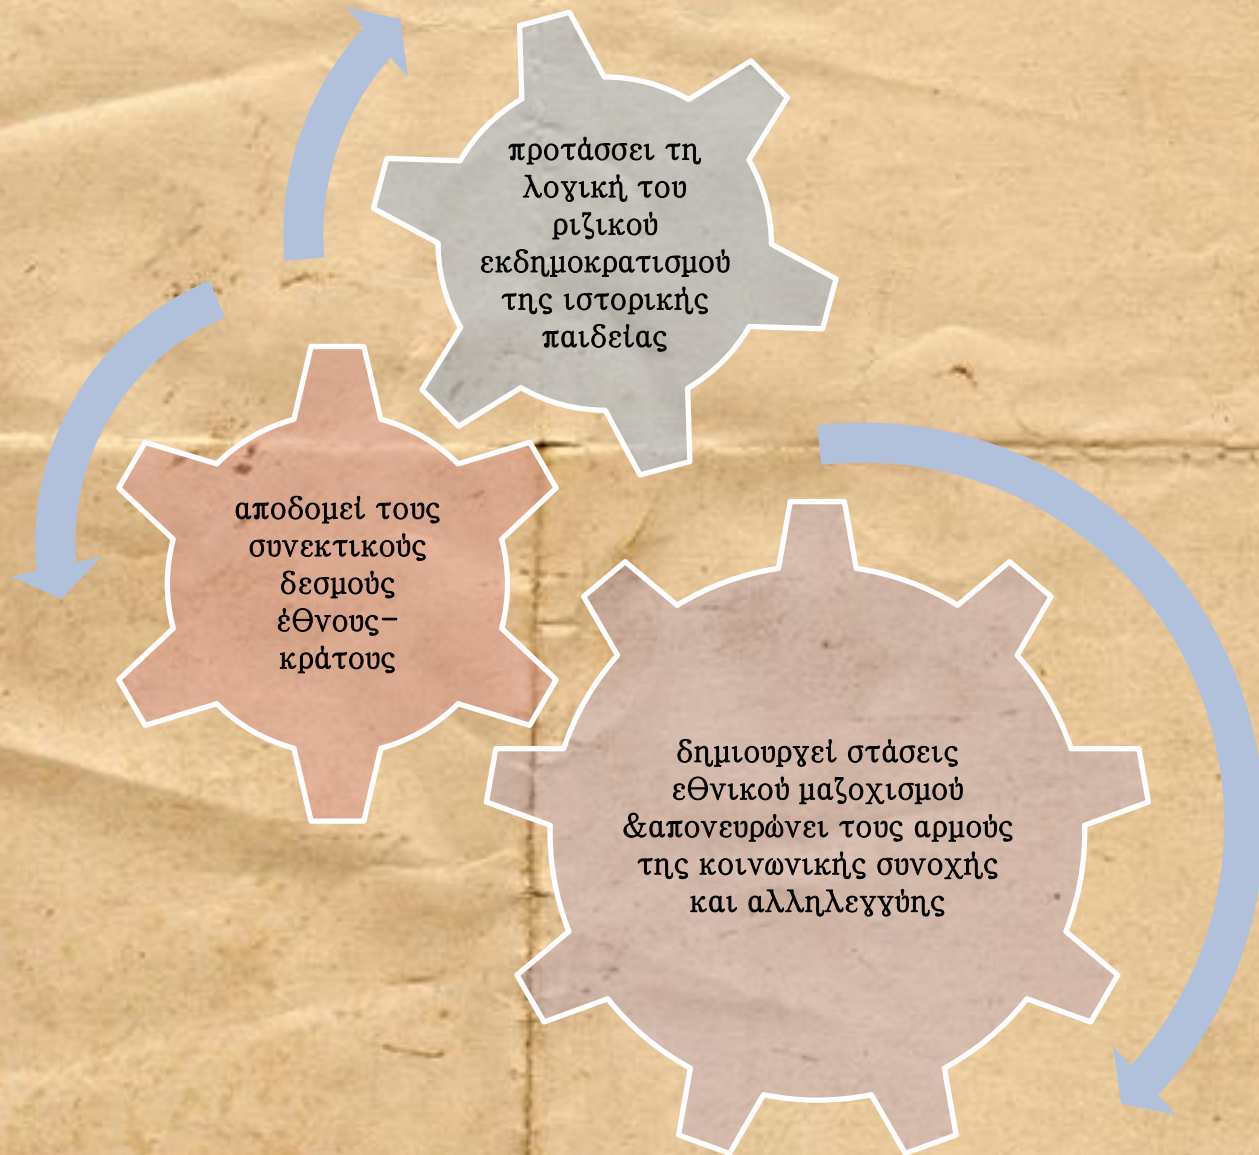 προτάσσει τη
λογική του
ριζικού
εκδημοκρατισμού
της ιστορικής
παιδείας
αποδομεί τους
συνεκτικούς
δεσμούς
έθνους-
κράτους
δημιουργεί στάσεις
εθνικού μαζοχισμού
&απονευρώνει τους αρμούς
της κοινωνικής συνοχής
και αλληλεγγύης